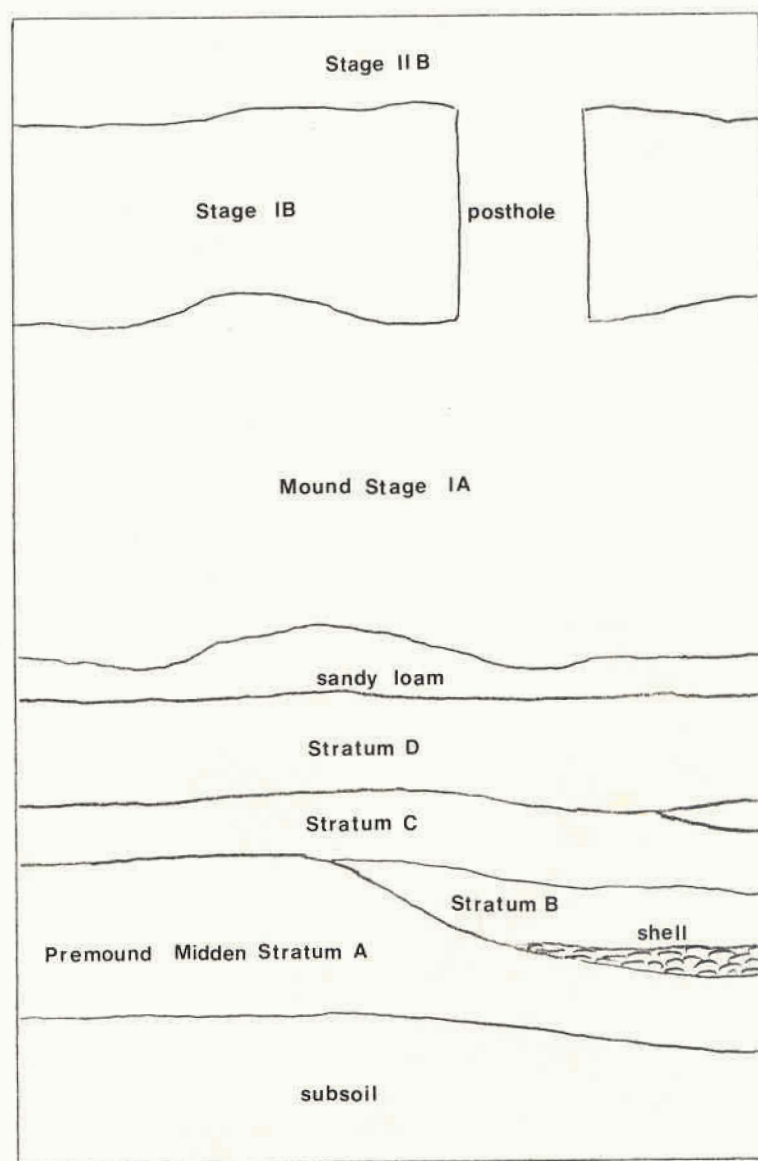 Stage II B
Stage IB
posthole
Mound Stage IA
sandy loam
Stratum D
Stratum C
Stratum B
shell
Premound Midden Stratum A
subsoil